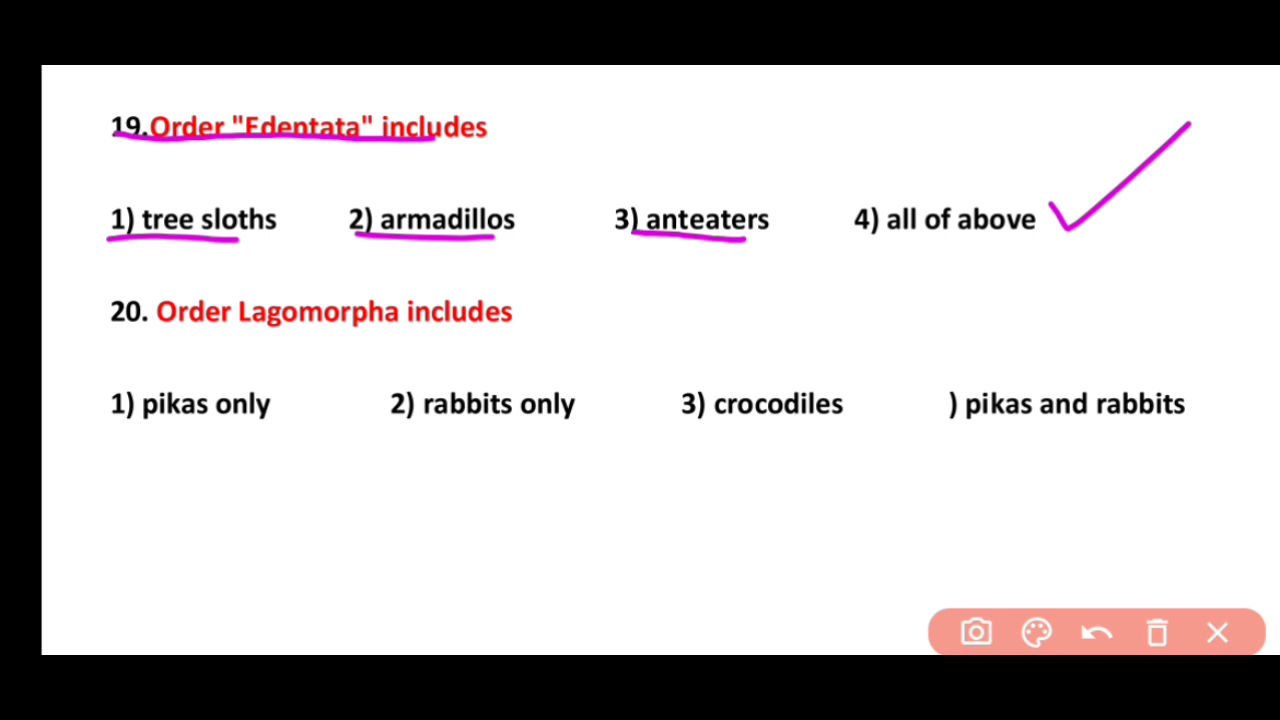 19.Order "Edentata" includes
1) tree sloths 2) armadillos 3) anteaters 4) all of above
20. Order Lagomorpha includes
1) pikas only 2) rabbits only 3) crocodiles ) pikas and rabbits